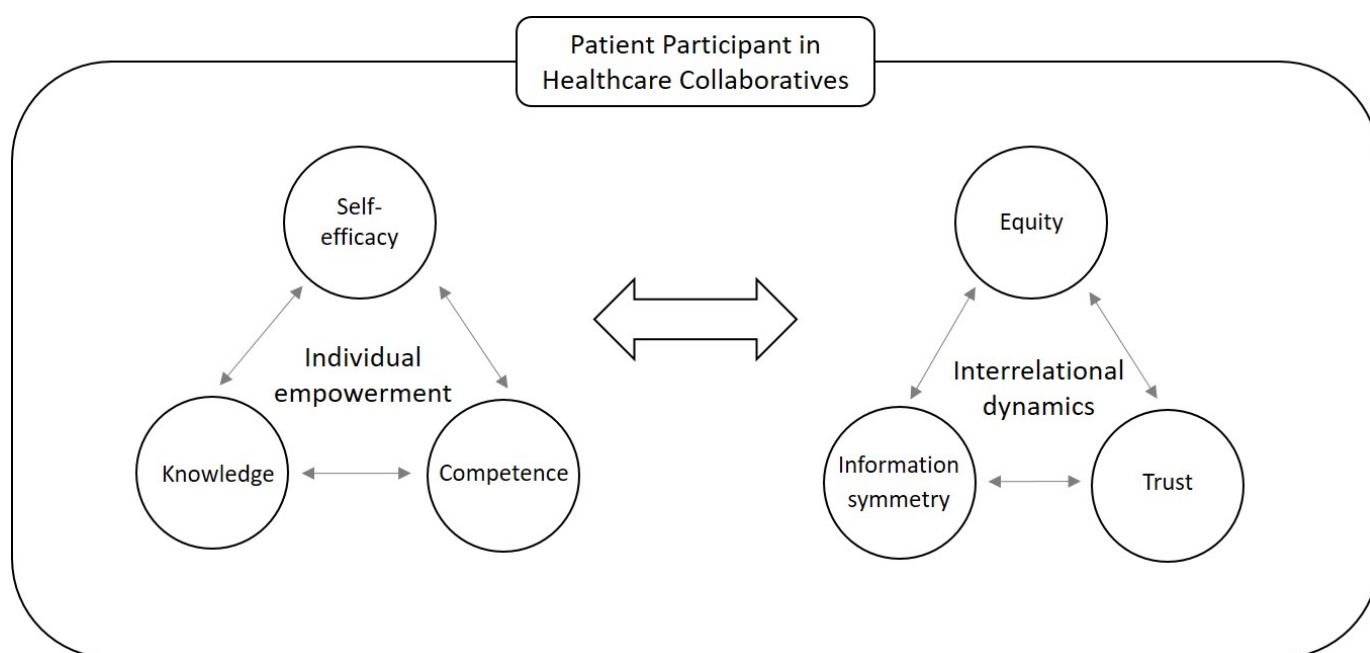 Patient Participant in
Healthcare Collaboratives
Self-
efficacy
Individual
empowerment
Knowledge
Competence
Equity
Interrelational
dynamics
Information
symmetry
Trust